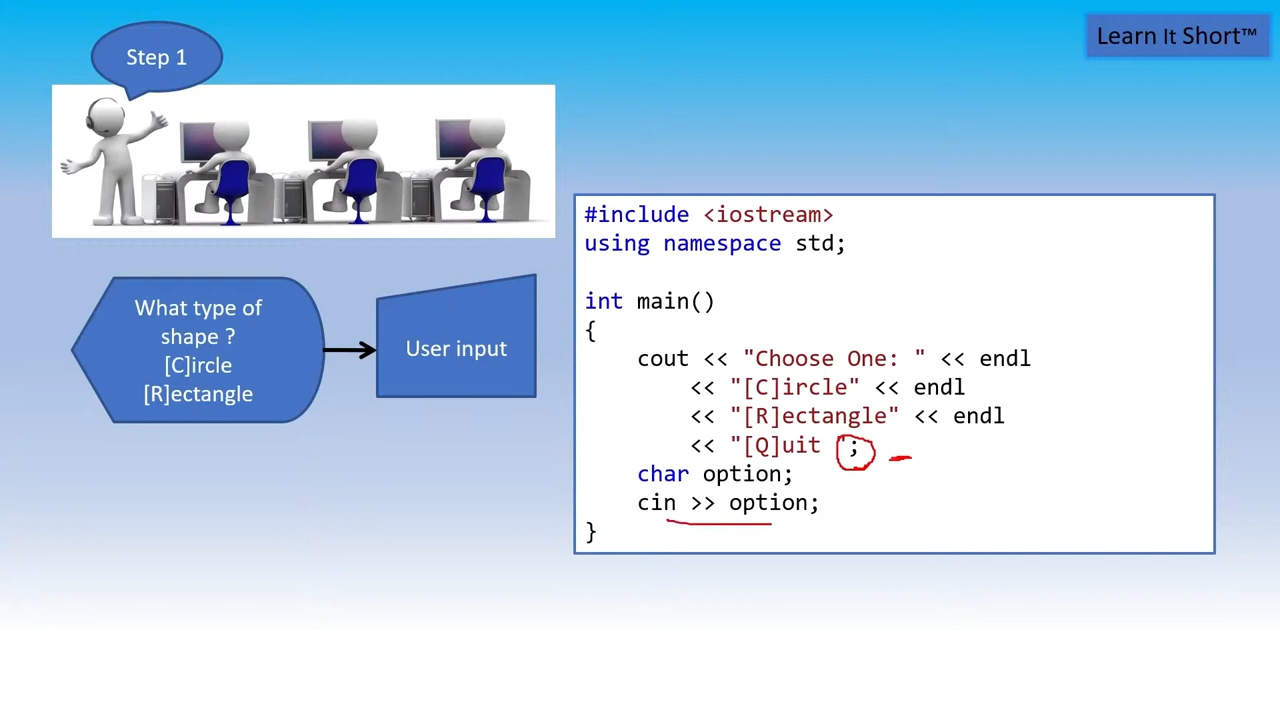 Learn It Short™
Step 1
What type of
shape ?
[C]ircle
[R]ectangle
User input
#include <iostream>
using namespace std;
int main()
{
    cout << "Choose One: " << endl
        << "[C]ircle" << endl
        << "[R]ectangle" << endl
        << "[Q]uit ";
    char option;
    cin >> option;
}